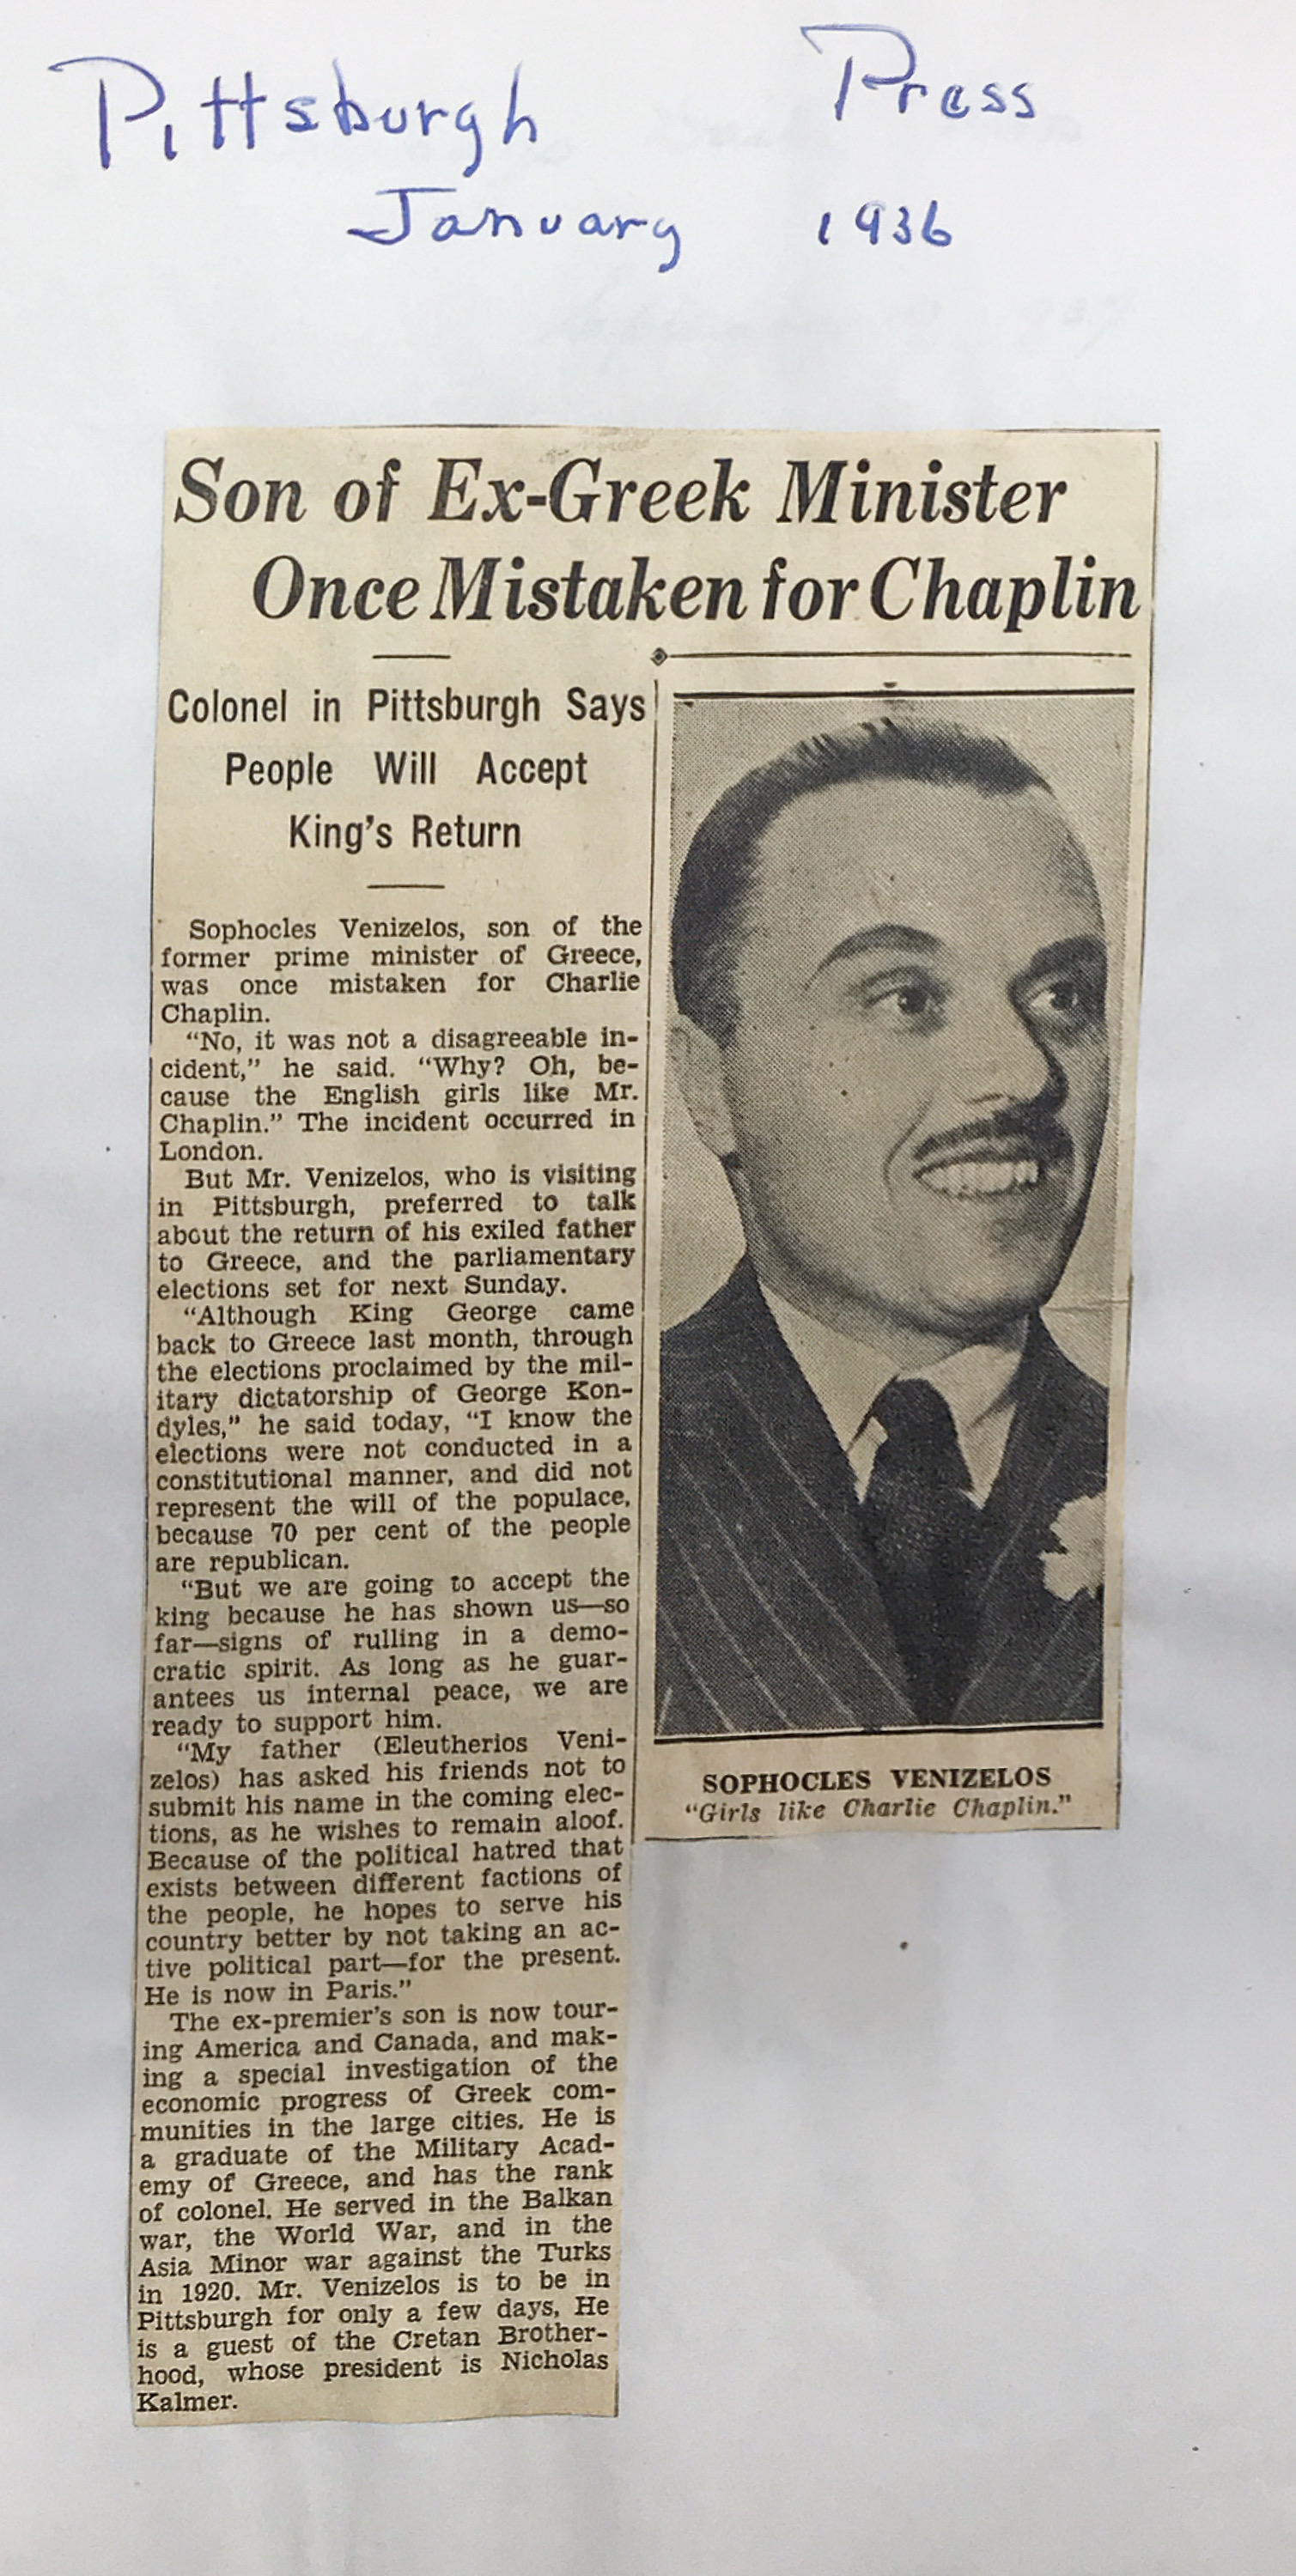 Pittsburgh Press
January 1936
Son of Ex-Greek Minister
Once Mistaken for Chaplin
Colonel in Pittsburgh Says
People Will Accept
King's Return
Sophocles Venizelos, son of the
former prime minister of Greece,
was once mistaken for Charlie
Chaplin.
"No, it was not a disagreeable in-
cident," he said. "Why? Oh, be-
cause the English girls like Mr.
Chaplin." The incident occurred in
London.
But Mr. Venizelos, who is visiting
in Pittsburgh, preferred to talk
about the return of his exiled father
to Greece, and the parliamentary
elections set for next Sunday.
"Although King George came
back to Greece last month, through
the elections proclaimed by the mil-
itary dictatorship of George Kon-
dyles," he said today, "I know the
elections were not conducted in a
constitutional manner, and did not
represent the will of the populace,
because 70 per cent of the people
are republican.
"But we are going to accept the
king because he has shown us—so
far—signs of rulling in a demo-
cratic spirit. As long as he guar-
antees us internal peace, we are
ready to support him.
"My father (Eleutherios Veni-
zelos) has asked his friends not to
submit his name in the coming elec-
tions, as he wishes to remain aloof.
Because of the political hatred that
exists between different factions of
the people, he hopes to serve his
country better by not taking an ac-
tive political part—for the present.
He is now in Paris."
The ex-premier's son is now tour-
ing America and Canada, and mak-
ing a special investigation of the
economic progress of Greek com-
munities in the large cities. He is
a graduate of the Military Acad-
emy of Greece, and has the rank
of colonel. He served in the Balkan
war, the World War, and in the
Asia Minor war against the Turks
in 1920. Mr. Venizelos is to be in
Pittsburgh for only a few days. He
is a guest of the Cretan Brother-
hood, whose president is Nicholas
Kalmer.
SOPHOCLES VENIZELOS
"Girls like Charlie Chaplin."